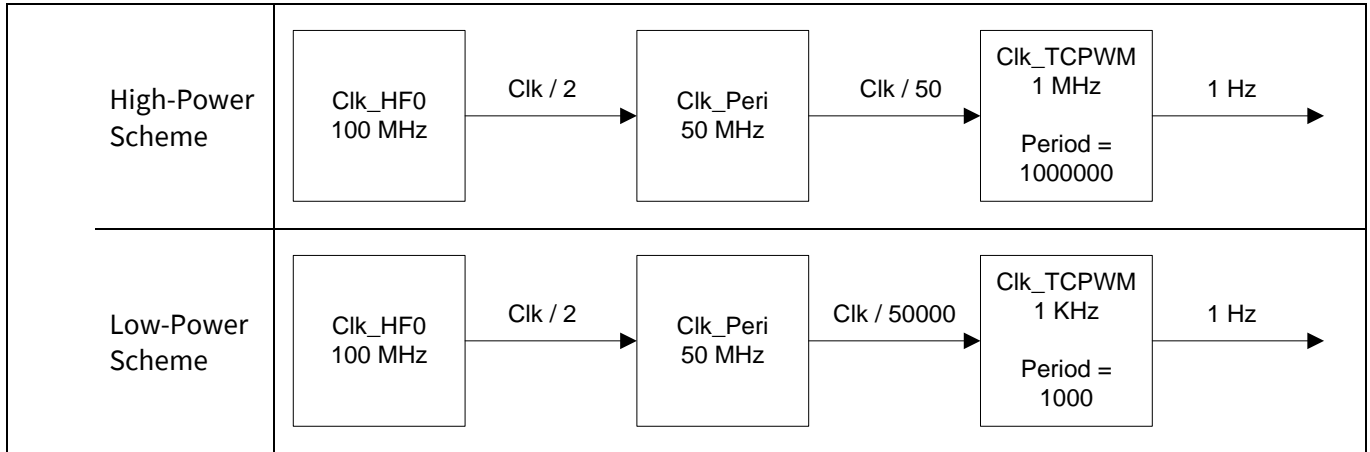 High-Power
Scheme
Clk_HF0
100 MHz
Clk / 2
Clk_Peri
50 MHz
Clk / 50
Clk_TCPWM
1 MHz
Period =
1000000
1 Hz
Low-Power
Scheme
Clk_HF0
100 MHz
Clk / 2
Clk_Peri
50 MHz
Clk / 50000
Clk_TCPWM
1 KHz
Period =
1000
1 Hz